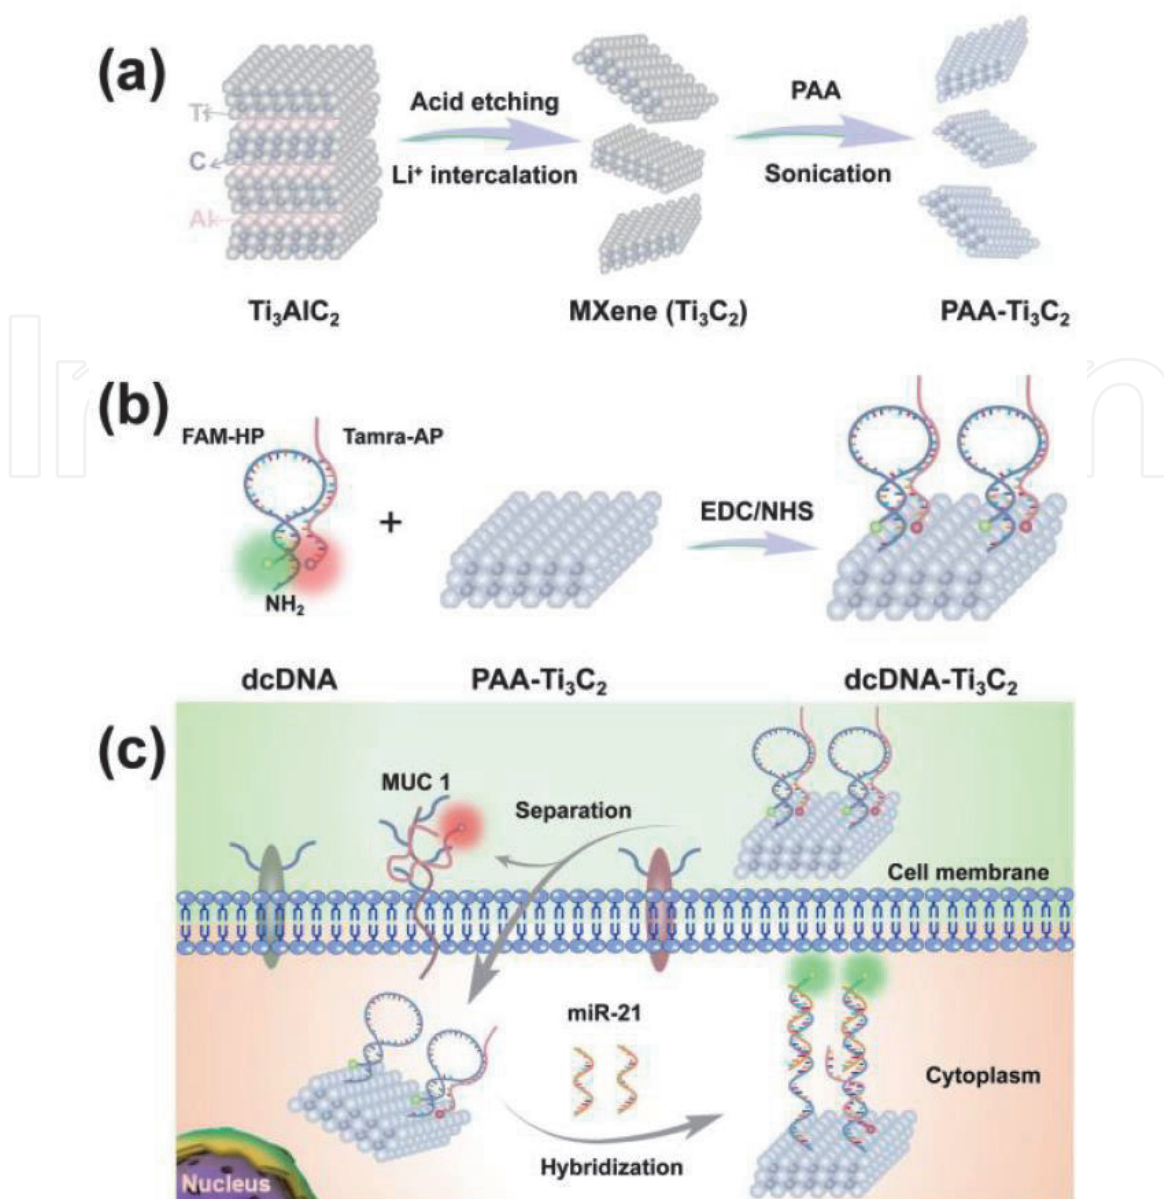 (a)
Ti
C
Al
Acid etching
Li⁺ intercalation
PAA
Sonication
Ti₃AlC₂
MXene (Ti₃C₂)
PAA-Ti₃C₂
(b)
FAM-HP
Tamra-AP
+
NH₂
EDC/NHS
dcDNA
PAA-Ti₃C₂
dcDNA-Ti₃C₂
(c)
MUC 1
Separation
Cell membrane
miR-21
Cytoplasm
Hybridization
Nucleus